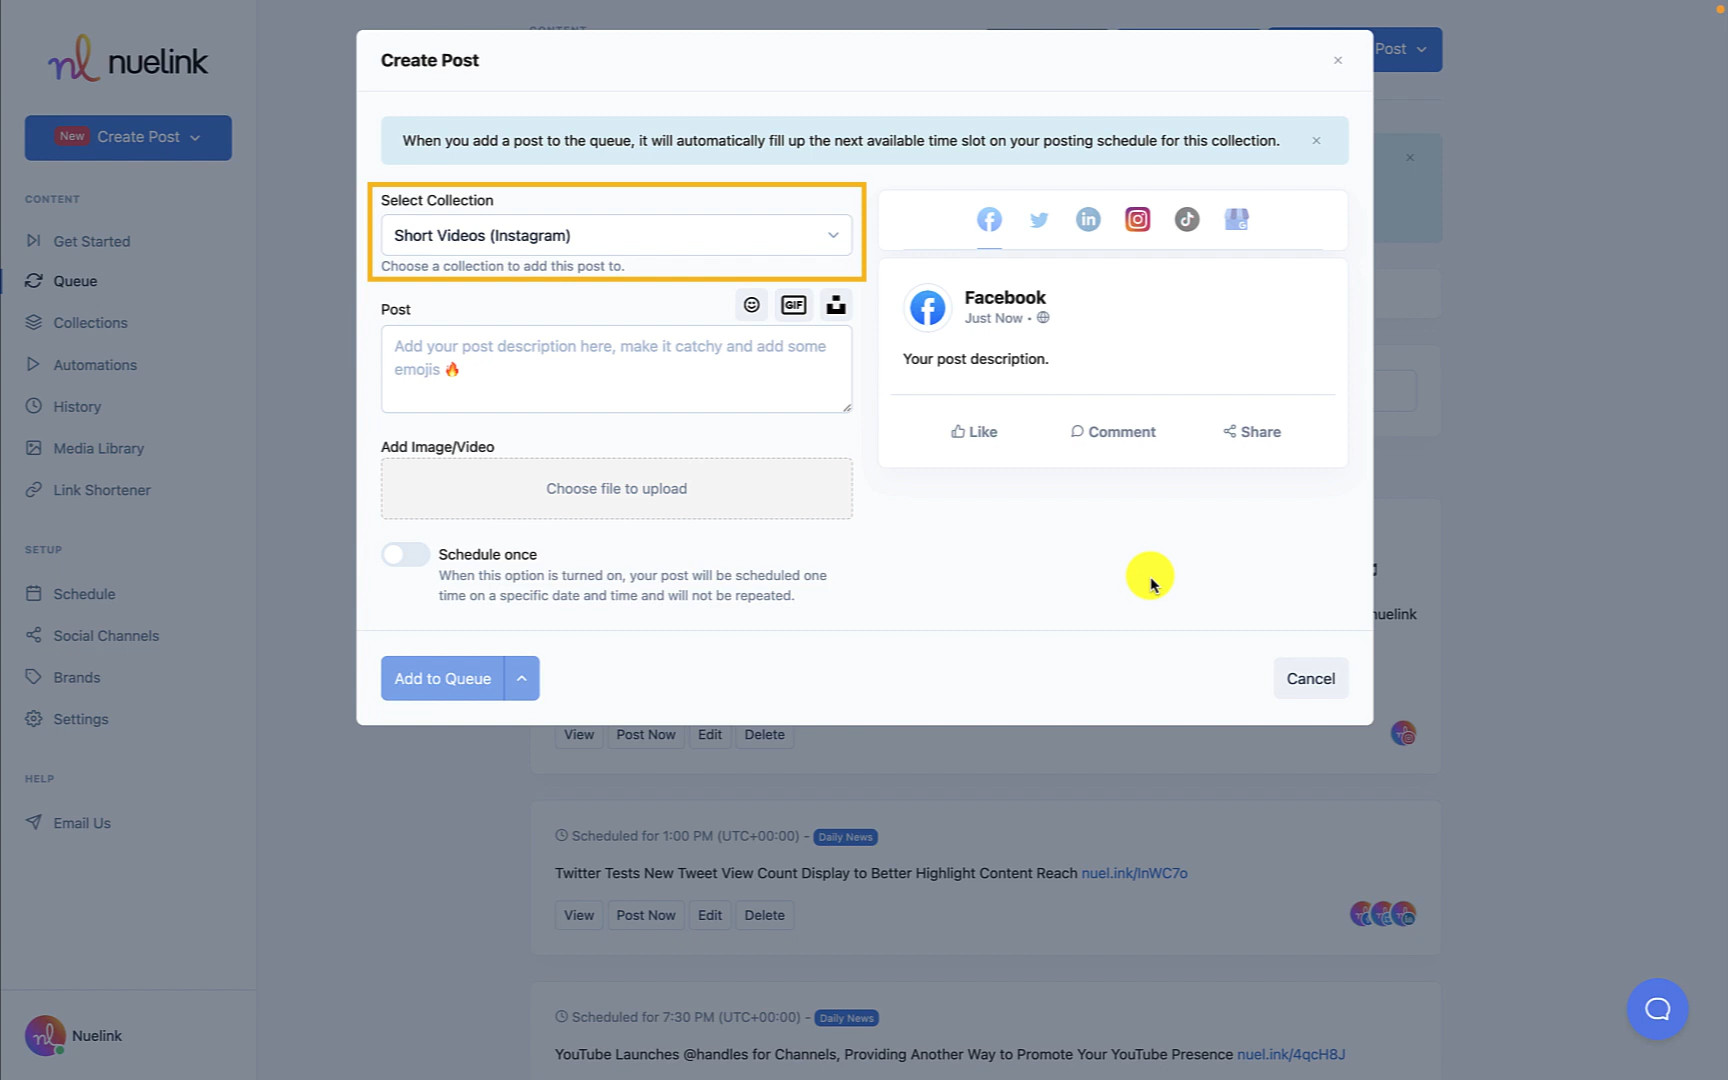 nuelink
New Create Post
CONTENT
Get Started
Queue
Collections
Automations
History
Media Library
Link Shortener
SETUP
Schedule
Social Channels
Brands
Settings
HELP
Email Us
Nuelink
CONTENT
Post
Create Post
When you add a post to the queue, it will automatically fill up the next available time slot on your posting schedule for this collection.
Select Collection
Short Videos (Instagram)
Choose a collection to add this post to.
Post
GIF
Add your post description here, make it catchy and add some
emojis 🔥
Add Image/Video
Choose file to upload
Schedule once
When this option is turned on, your post will be scheduled one
time on a specific date and time and will not be repeated.
Add to Queue
Cancel
Facebook
Just Now •
Your post description.
Like
Comment
Share
nuelink
View
Post Now
Edit
Delete
Scheduled for 1:00 PM (UTC+00:00) – Daily News
Twitter Tests New Tweet View Count Display to Better Highlight Content Reach nuel.ink/lnWC7o
View
Post Now
Edit
Delete
Scheduled for 7:30 PM (UTC+00:00) – Daily News
YouTube Launches @handles for Channels, Providing Another Way to Promote Your YouTube Presence nuel.ink/4qcH8J